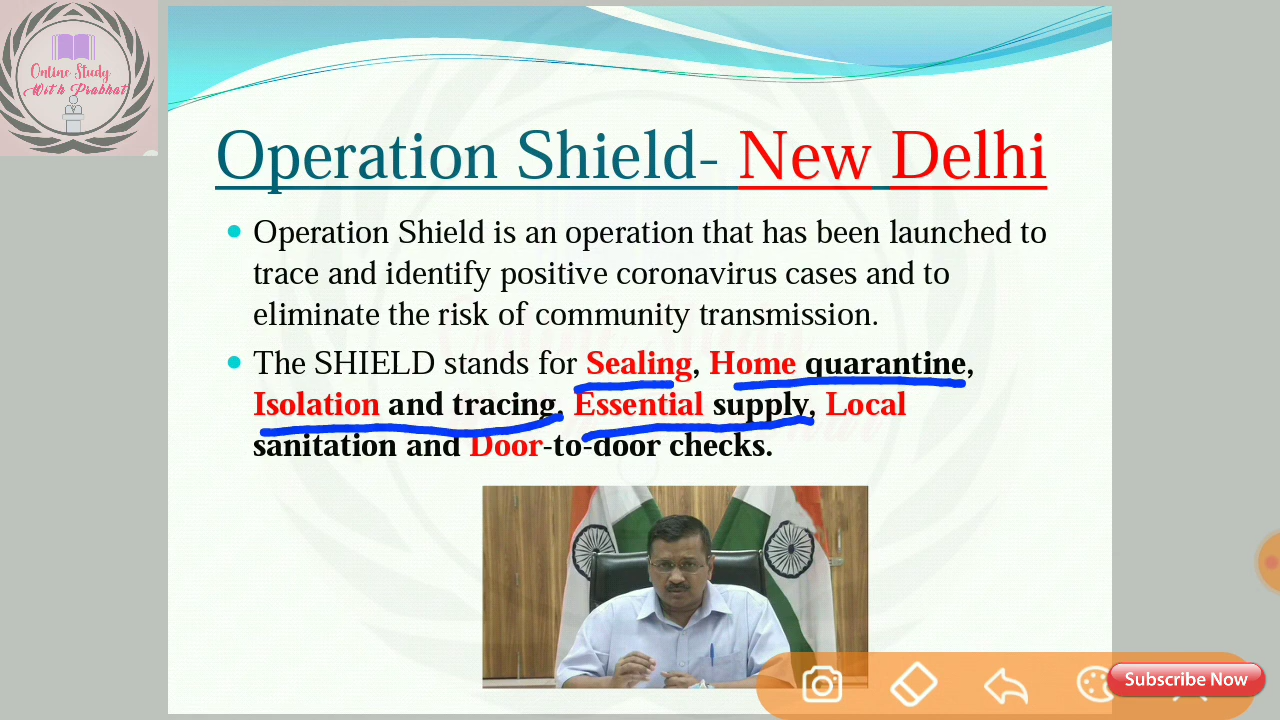 Online Study
With Prabhat
Operation Shield- New Delhi
Operation Shield is an operation that has been launched to
trace and identify positive coronavirus cases and to
eliminate the risk of community transmission.
The SHIELD stands for Sealing, Home quarantine,
Isolation and tracing, Essential supply, Local
sanitation and Door-to-door checks.
Subscribe Now